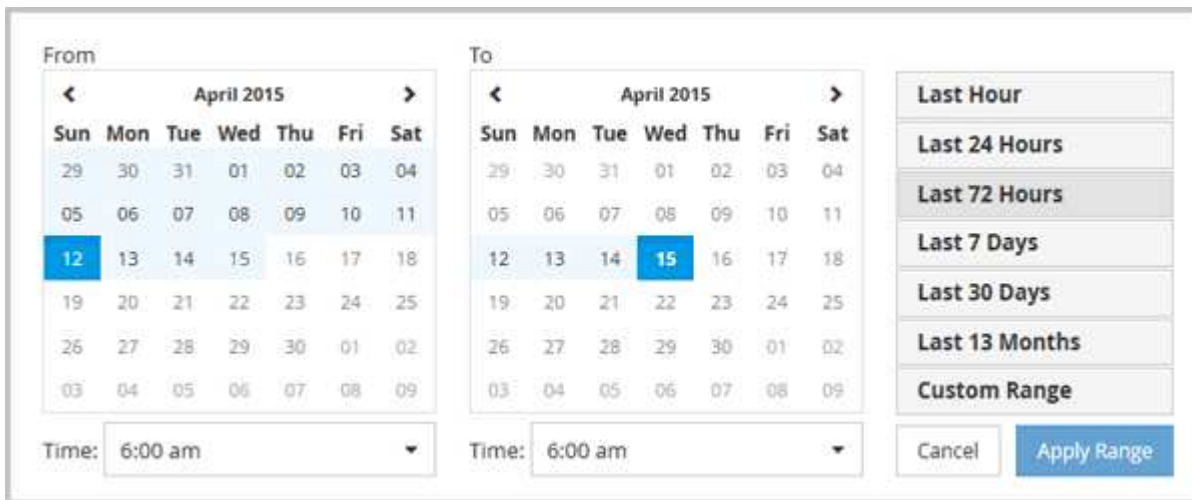 From
April 2015
Sun Mon Tue Wed Thu Fri Sat
29 30 31 01 02 03 04
05 06 07 08 09 10 11
12 13 14 15 16 17 18
19 20 21 22 23 24 25
26 27 28 29 30 01 02
03 04 05 06 07 08 09
Time: 6:00 am
To
April 2015
Sun Mon Tue Wed Thu Fri Sat
29 30 31 01 02 03 04
05 06 07 08 09 10 11
12 13 14 15 16 17 18
19 20 21 22 23 24 25
26 27 28 29 30 01 02
03 04 05 06 07 08 09
Time: 6:00 am
Last Hour
Last 24 Hours
Last 72 Hours
Last 7 Days
Last 30 Days
Last 13 Months
Custom Range
Cancel Apply Range